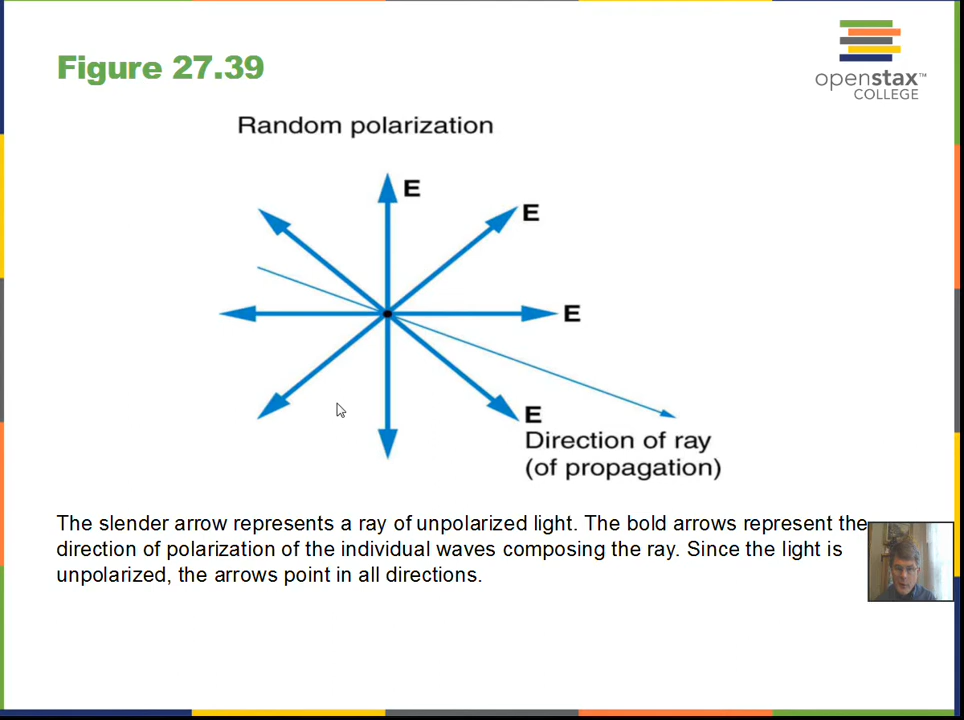 Figure 27.39
openstax™
COLLEGE
Random polarization
E
E
E
E
Direction of ray
(of propagation)
The slender arrow represents a ray of unpolarized light. The bold arrows represent the
direction of polarization of the individual waves composing the ray. Since the light is
unpolarized, the arrows point in all directions.